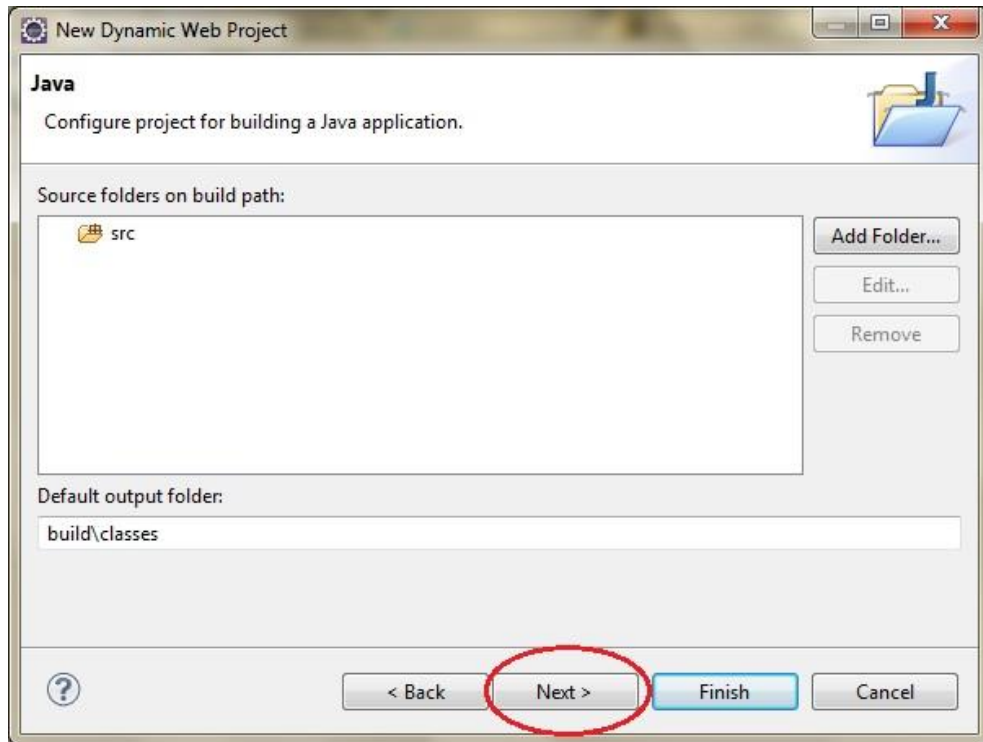 New Dynamic Web Project
Java
Configure project for building a Java application.
Source folders on build path:
src
Add Folder...
Edit...
Remove
Default output folder:
build\classes
?
< Back
Next >
Finish
Cancel